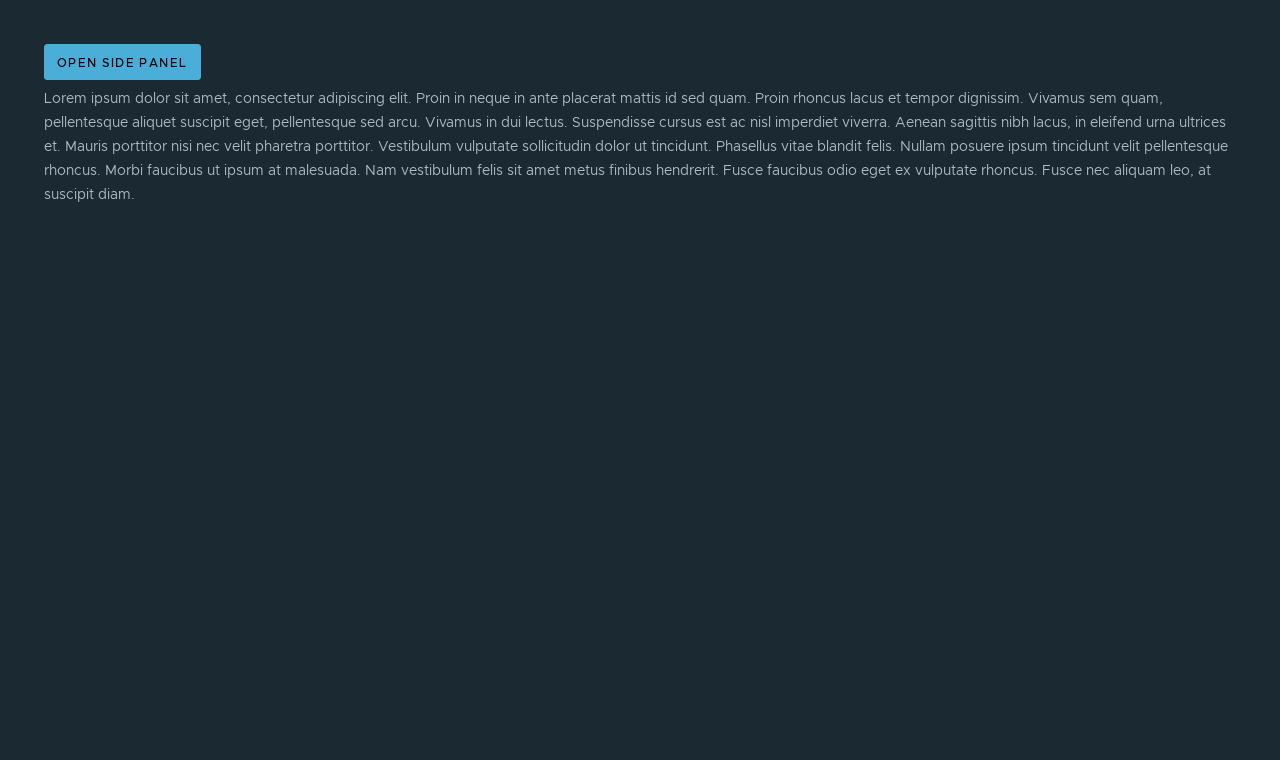 OPEN SIDE PANEL
Lorem ipsum dolor sit amet, consectetur adipiscing elit. Proin in neque in ante placerat mattis id sed quam. Proin rhoncus lacus et tempor dignissim. Vivamus sem quam,
pellentesque aliquet suscipit eget, pellentesque sed arcu. Vivamus in dui lectus. Suspendisse cursus est ac nisl imperdiet viverra. Aenean sagittis nibh lacus, in eleifend urna ultrices
et. Mauris porttitor nisi nec velit pharetra porttitor. Vestibulum vulputate sollicitudin dolor ut tincidunt. Phasellus vitae blandit felis. Nullam posuere ipsum tincidunt velit pellentesque
rhoncus. Morbi faucibus ut ipsum at malesuada. Nam vestibulum felis sit amet metus finibus hendrerit. Fusce faucibus odio eget ex vulputate rhoncus. Fusce nec aliquam leo, at
suscipit diam.